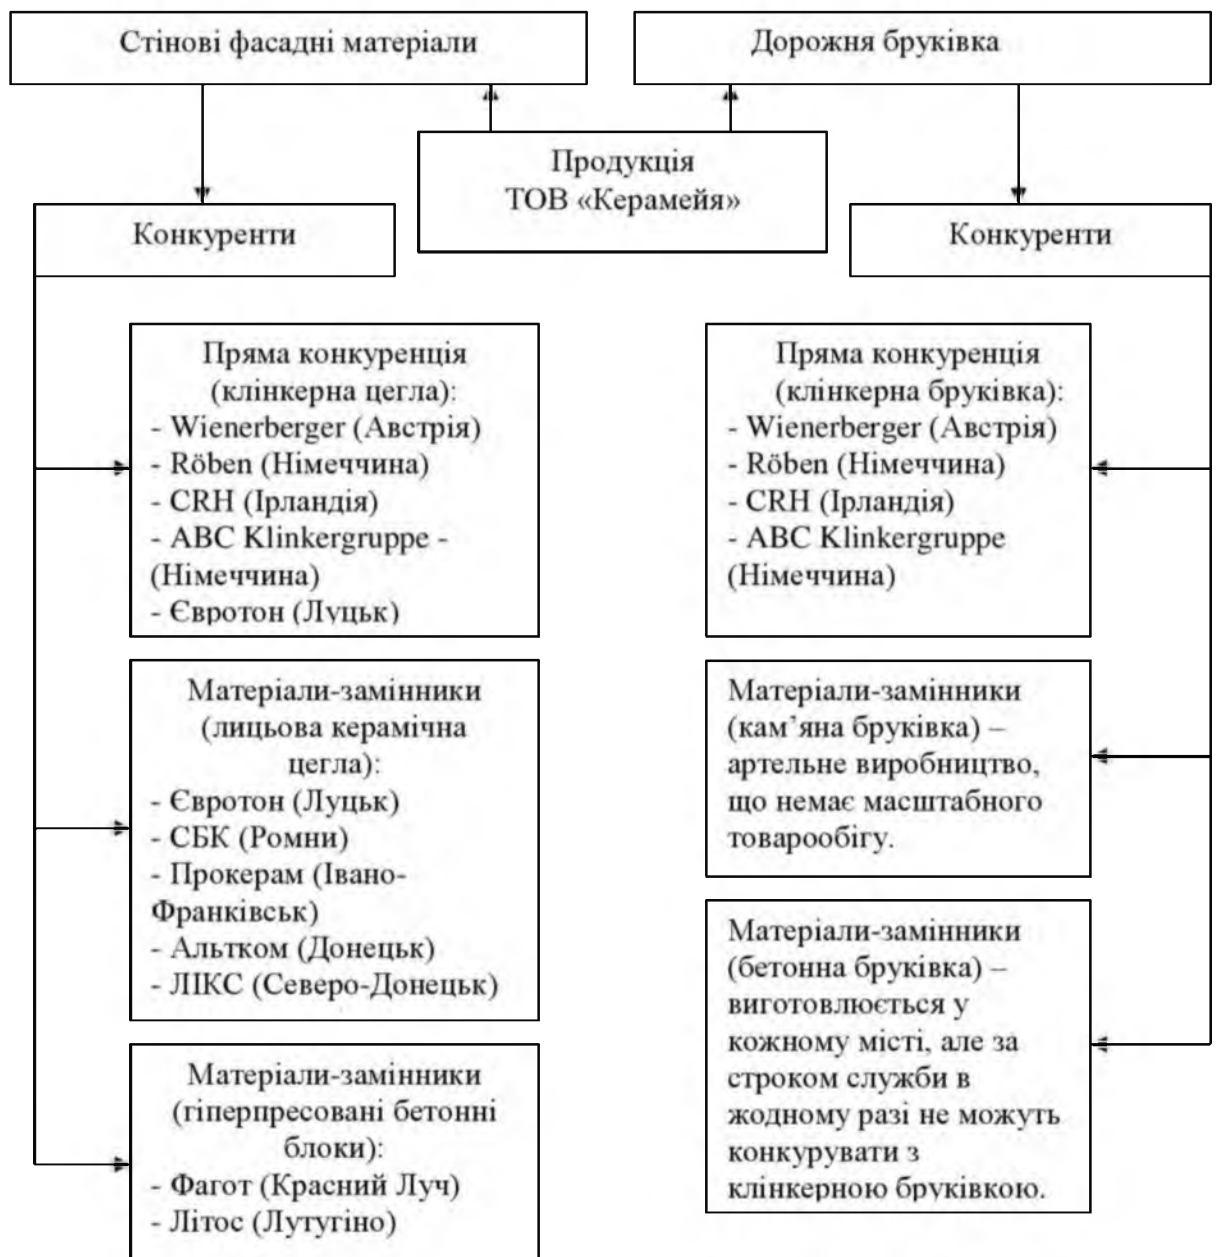 Стінові фасадні матеріали
Дорожня бруківка
Продукція
ТОВ «Керамейя»
Конкуренти
Конкуренти
Пряма конкуренція
(клінкерна цегла):
- Wienerberger (Австрія)
- Röben (Німеччина)
- CRH (Ірландія)
- ABC Klinkergruppe -
(Німеччина)
- Євротон (Луцьк)
Матеріали-замінники
(лицьова керамічна
цегла):
- Євротон (Луцьк)
- СБК (Ромни)
- Прокерам (Івано-
Франківськ)
- Альтком (Донецьк)
- ЛІКС (Северо-Донецьк)
Матеріали-замінники
(гіперпресовані бетонні
блоки):
- Фагот (Красний Луч)
- Літос (Лутугіно)
Пряма конкуренція
(клінкерна бруківка):
- Wienerberger (Австрія)
- Röben (Німеччина)
- CRH (Ірландія)
- ABC Klinkergruppe
(Німеччина)
Матеріали-замінники
(кам’яна бруківка) –
артельне виробництво,
що немає масштабного
товарообігу.
Матеріали-замінники
(бетонна бруківка) –
виготовлюється у
кожному місті, але за
строком служби в
жодному разі не можуть
конкурувати з
клінкерною бруківкою.